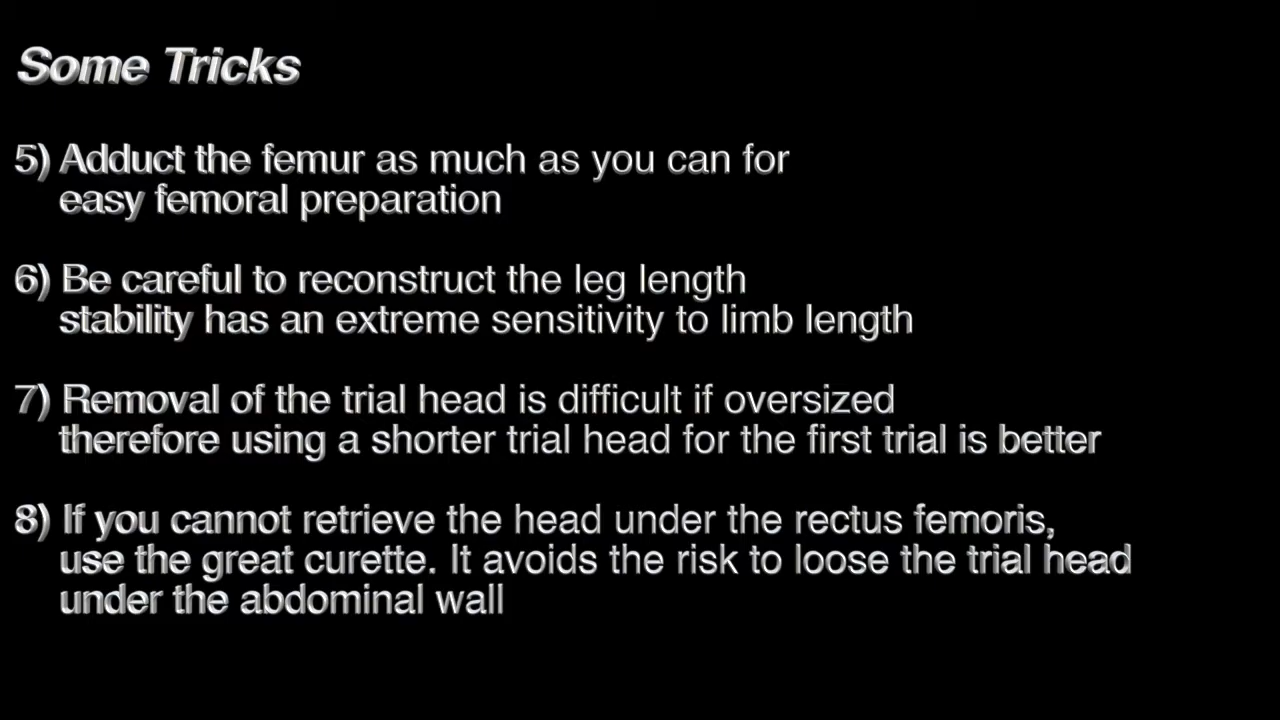 Some Tricks
5) Adduct the femur as much as you can for
easy femoral preparation
6) Be careful to reconstruct the leg length
stability has an extreme sensitivity to limb length
7) Removal of the trial head is difficult if oversized
therefore using a shorter trial head for the first trial is better
8) If you cannot retrieve the head under the rectus femoris,
use the great curette. It avoids the risk to loose the trial head
under the abdominal wall